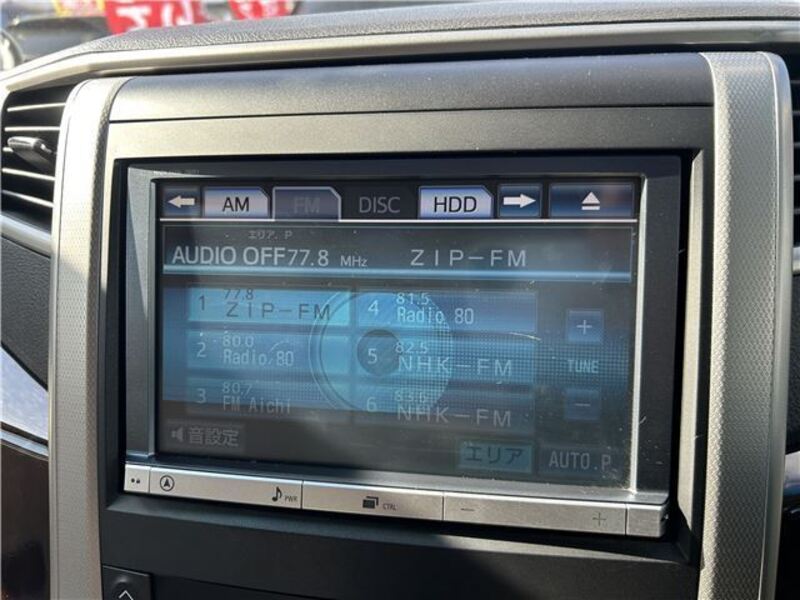 AM FM DISC HDD
エリア. P
AUDIO OFF 77.8 MHz ZIP-FM
1 77.8 ZIP-FM
4 81.5 Radio 80
2 80.0 Radio 80
5 82.5 NHK-FM
3 80.7 FM Aichi
6 83.6 NHK-FM
+
TUNE
-
音設定
エリア AUTO.P
PWR CTRL - +